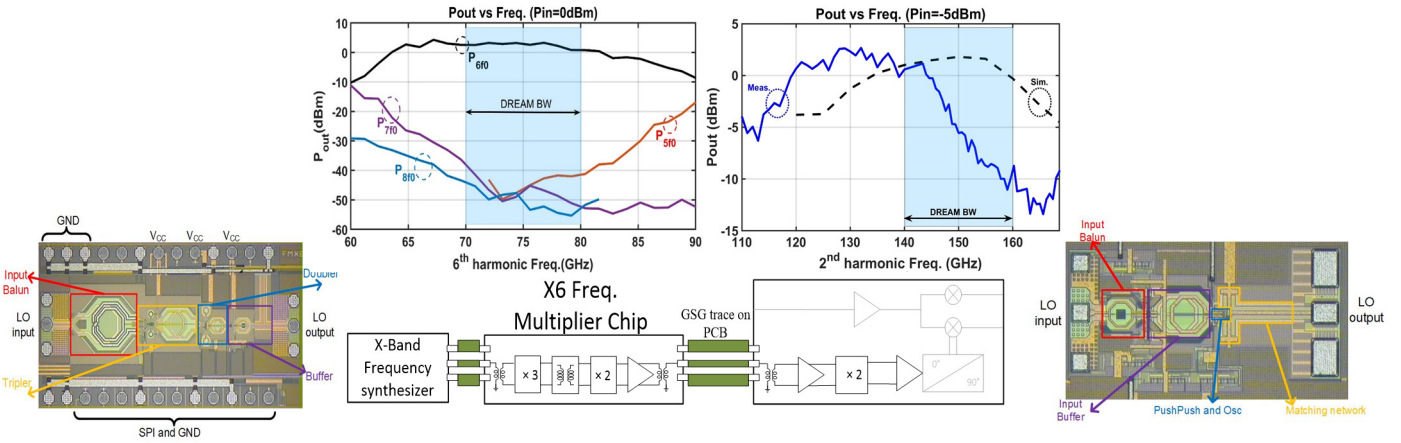 Pout vs Freq. (Pin=0dBm)
10
0
-10
-20
-30
-40
-50
-60
P_out(dBm)
P6f0
DREAM BW
P7f0
P5f0
P8f0
60
65
70
75
80
85
90
6th harmonic Freq.(GHz)
Pout vs Freq. (Pin=-5dBm)
5
0
-5
-10
-15
Pout (dBm)
Meas.
Sim.
DREAM BW
110
120
130
140
150
160
2nd harmonic Freq. (GHz)
GND
VCC
VCC
VCC
Input
Balun
Doubler
LO
input
LO
output
Tripler
Buffer
SPI and GND
X6 Freq.
Multiplier Chip
GSG trace on
PCB
X-Band
Frequency
synthesizer
× 3
× 2
× 2
0°
90°
Input
Balun
LO
input
LO
output
Input
Buffer
PushPush and Osc
Matching network